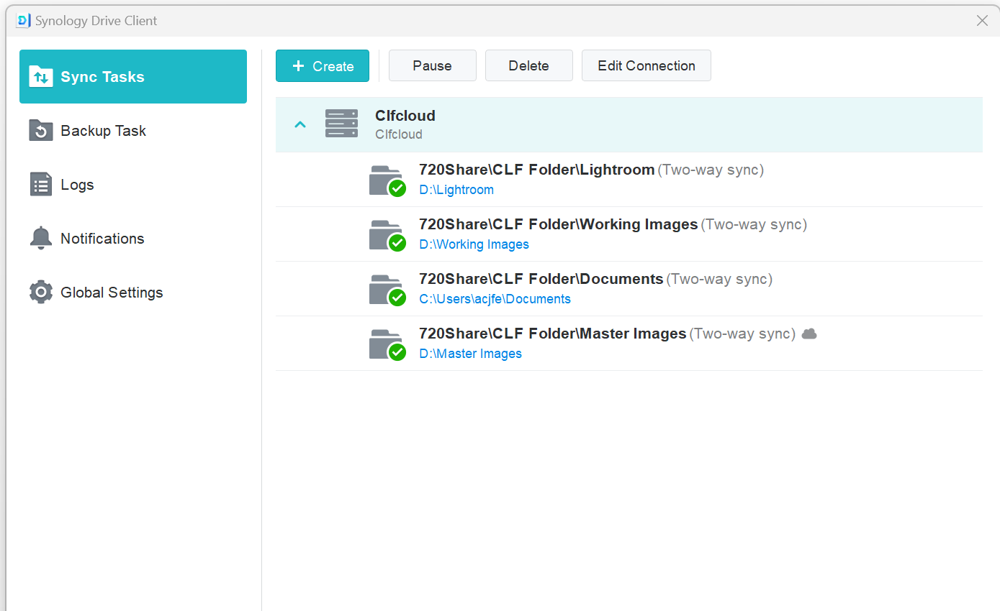 Synology Drive Client
Sync Tasks
Backup Task
Logs
Notifications
Global Settings
+ Create
Pause
Delete
Edit Connection
Clfcloud
Clfcloud
720Share\CLF Folder\Lightroom (Two-way sync)
D:\Lightroom
720Share\CLF Folder\Working Images (Two-way sync)
D:\Working Images
720Share\CLF Folder\Documents (Two-way sync)
C:\Users\acjfe\Documents
720Share\CLF Folder\Master Images (Two-way sync)
D:\Master Images